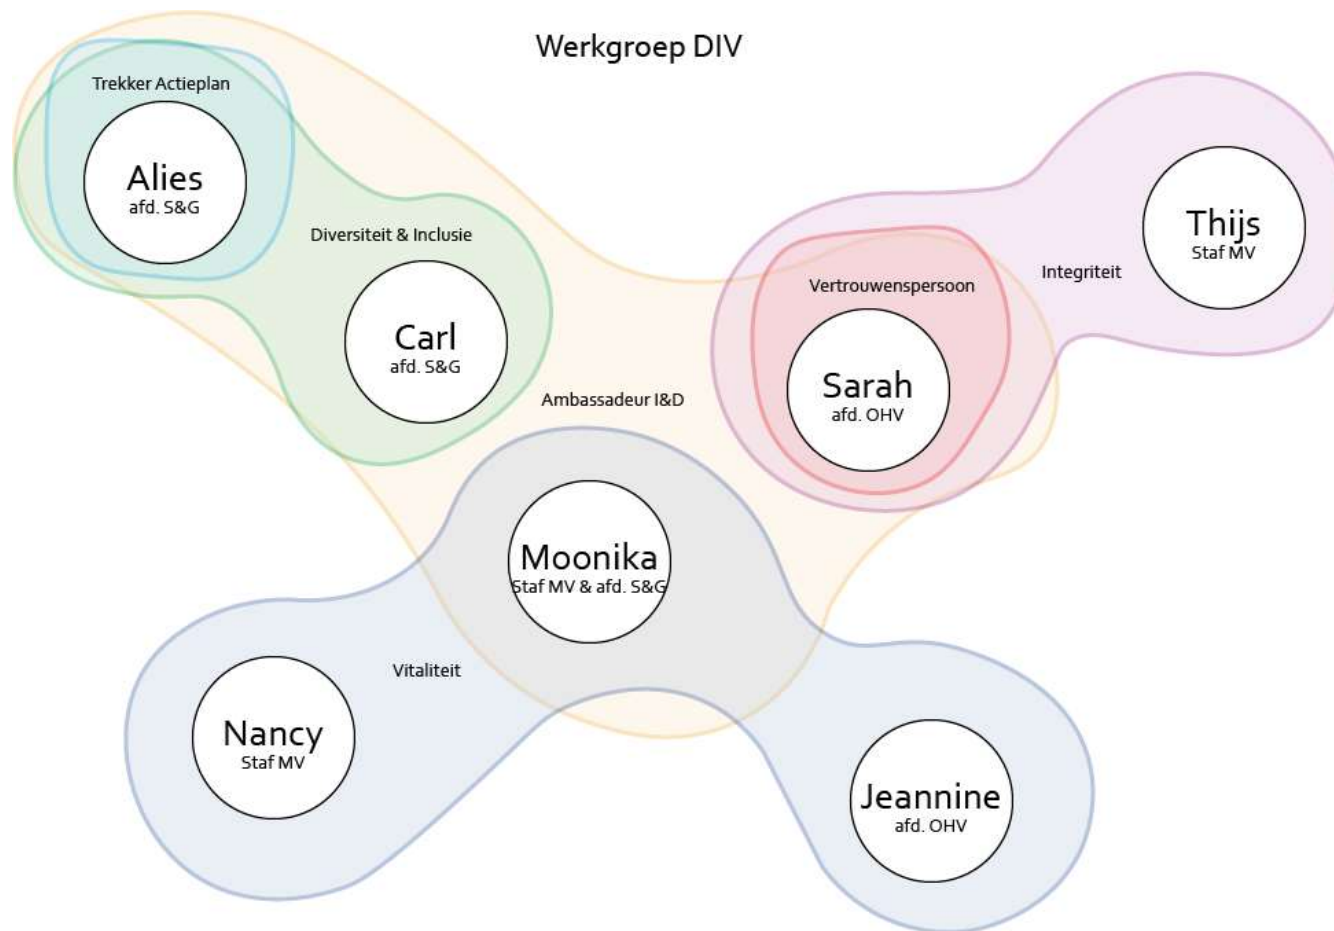 Werkgroep DIV
Trekker Actieplan
Alies
afd. S&G
Diversiteit & Inclusie
Carl
afd. S&G
Thijs
Staf MV
Integriteit
Vertrouwenspersoon
Sarah
afd. OHV
Ambassadeur I&D
Moonika
Staf MV & afd. S&G
Vitaliteit
Nancy
Staf MV
Jeannine
afd. OHV